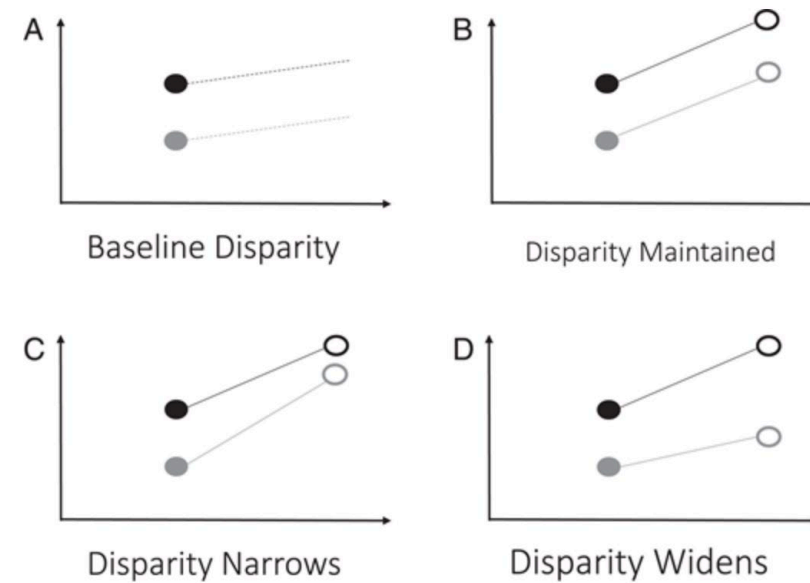 A
B
Baseline Disparity
Disparity Maintained
C
D
Disparity Narrows
Disparity Widens